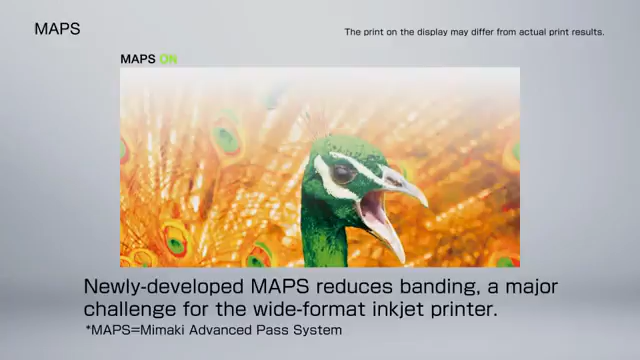 MAPS
The print on the display may differ from actual print results.
MAPS ON
Newly-developed MAPS reduces banding, a major
challenge for the wide-format inkjet printer.
*MAPS=Mimaki Advanced Pass System